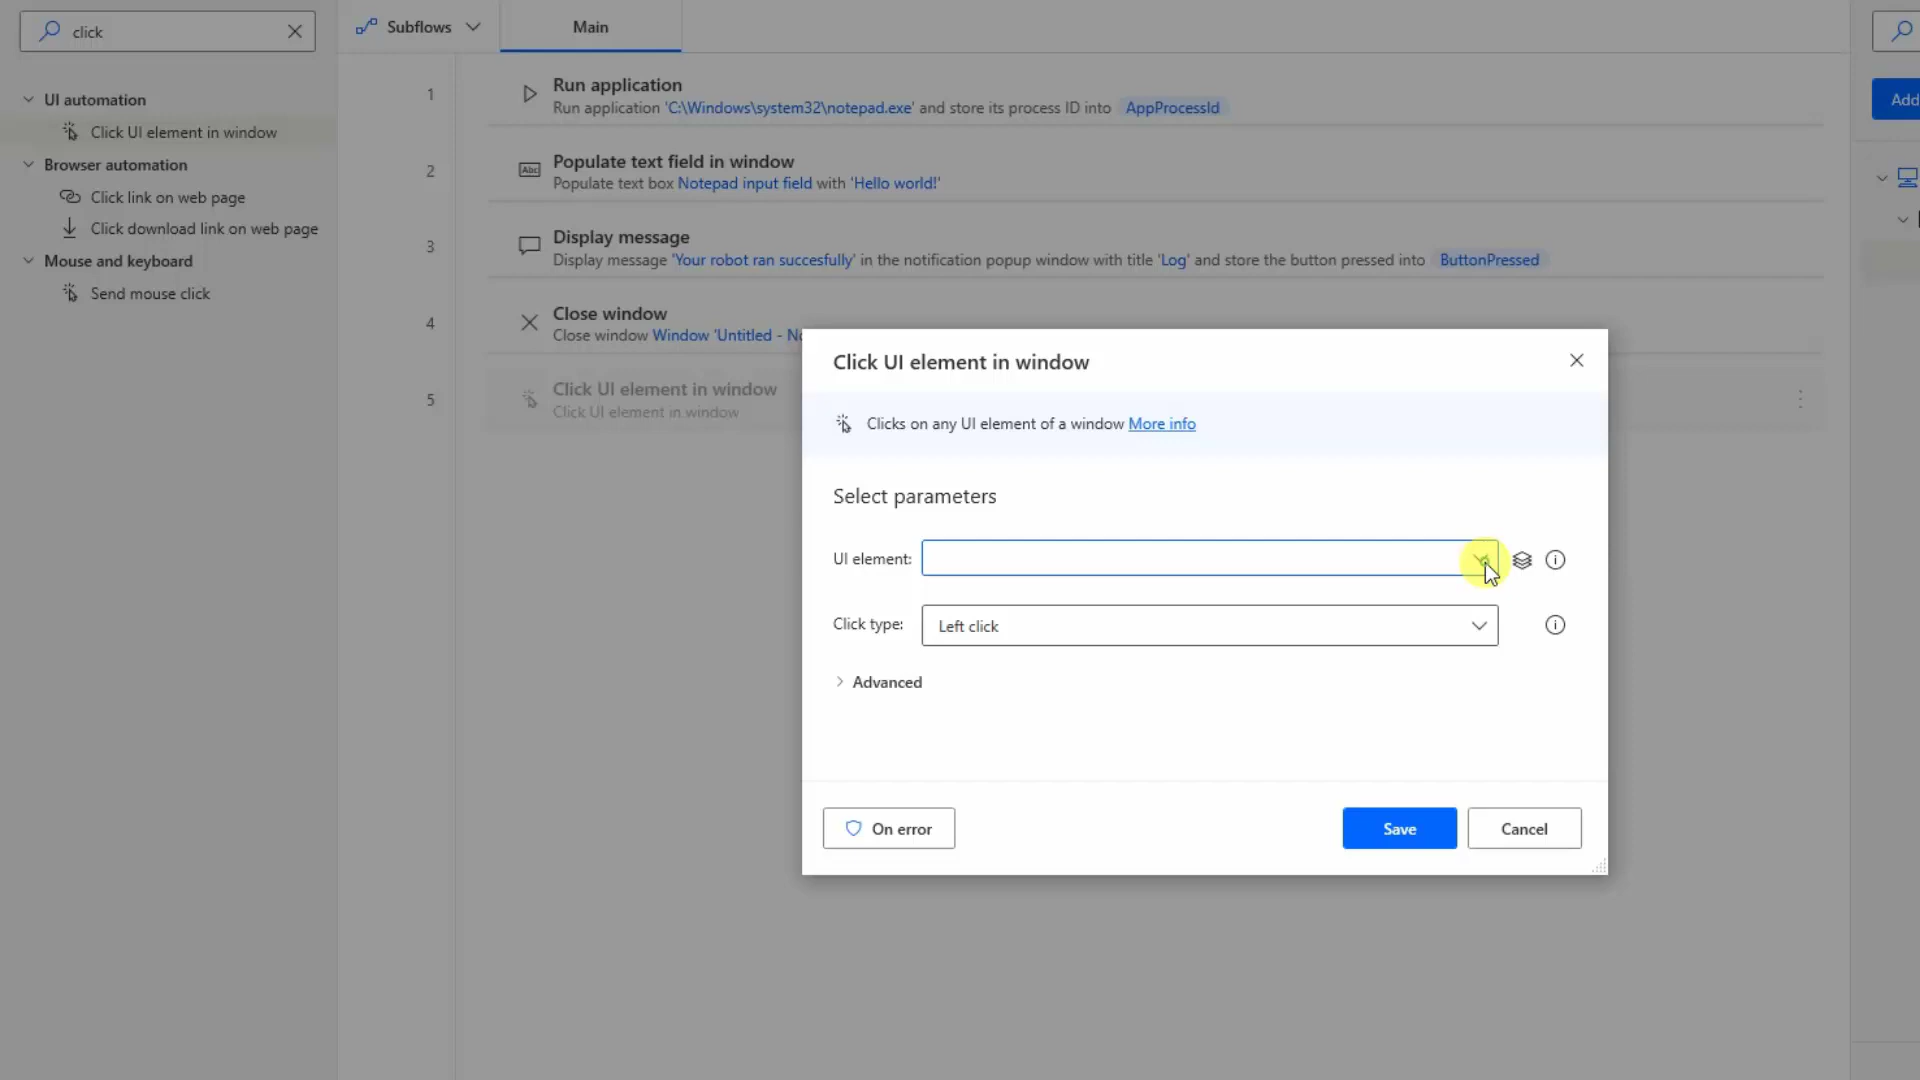 click
Subflows
Main
UI automation
Click UI element in window
Browser automation
Click link on web page
Click download link on web page
Mouse and keyboard
Send mouse click
1
Run application
Run application 'C:\Windows\system32\notepad.exe' and store its process ID into AppProcessId
2
Abc
Populate text field in window
Populate text box Notepad input field with 'Hello world!'
3
Display message
Display message 'Your robot ran succesfully' in the notification popup window with title 'Log' and store the button pressed into ButtonPressed
4
Close window
Close window Window 'Untitled - No
5
Click UI element in window
Click UI element in window
Add
Click UI element in window
Clicks on any UI element of a window More info
Select parameters
UI element:
Click type:
Left click
Advanced
On error
Save
Cancel